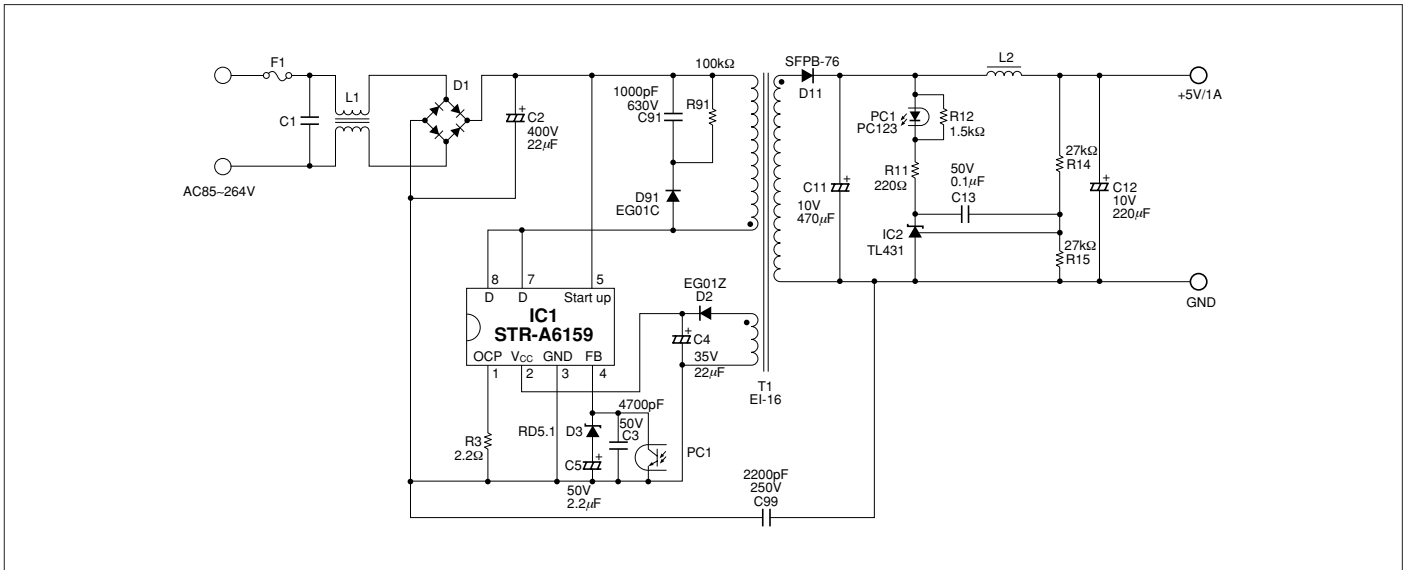 F1
C1
L1
AC85~264V
D1
C2
400V
22μF
1000pF
630V
C91
100kΩ
R91
D91
EG01C
8
7
5
D
D
Start up
IC1
STR-A6159
OCP
VCC
GND
FB
1
2
3
4
R3
2.2Ω
RD5.1
D3
C5
50V
2.2μF
4700pF
50V
C3
PC1
EG01Z
D2
C4
35V
22μF
T1
EI-16
2200pF
250V
C99
SFPB-76
D11
C11
10V
470μF
PC1
PC123
R12
1.5kΩ
R11
220Ω
50V
0.1μF
C13
IC2
TL431
L2
27kΩ
R14
27kΩ
R15
C12
10V
220μF
+5V/1A
GND